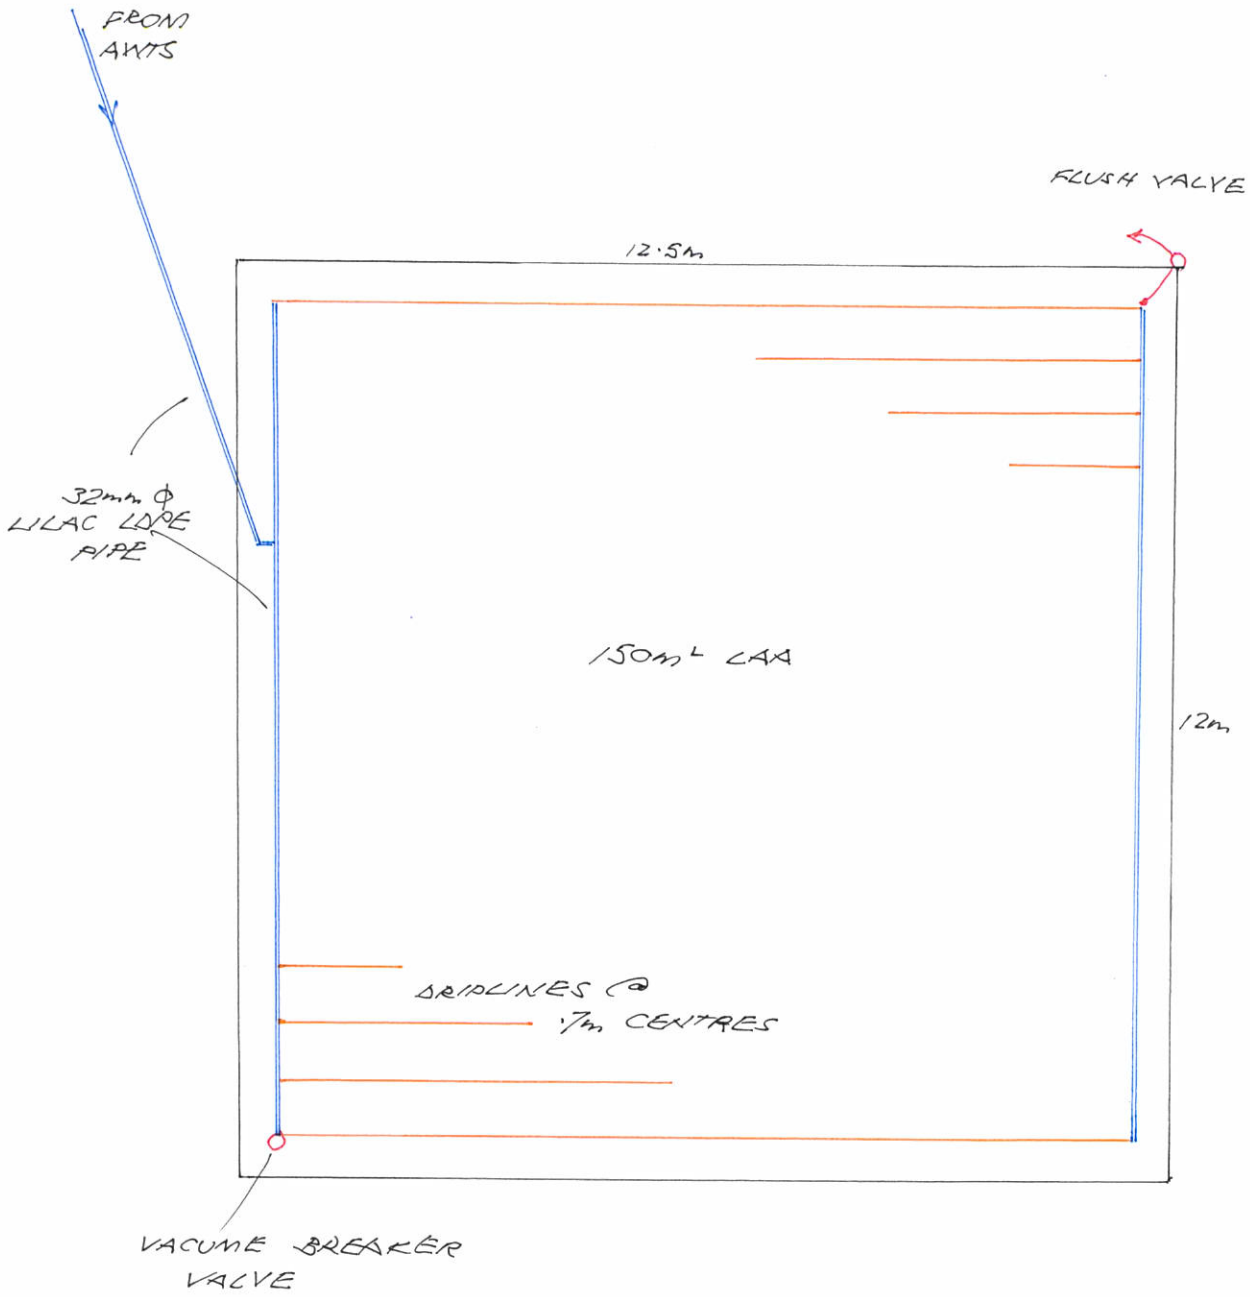 FROM
AWTS
FLUSH VALVE
12.5m
32mm φ
LILAC LDPE
PIPE
150m² LAA
12m
DRIPLINES @
.7m CENTRES
VACUME BREAKER
VALVE